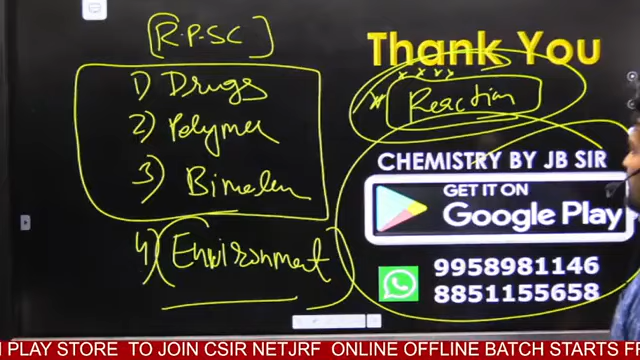 [R.P.SC]
1) Drugs
2) Polymer
3) Bimolen
4) Environment
Thank You
Reaction
CHEMISTRY BY JB SIR
GET IT ON
Google Play
9958981146
8851155658
PLAY STORE TO JOIN CSIR NETJRF ONLINE OFFLINE BATCH STARTS